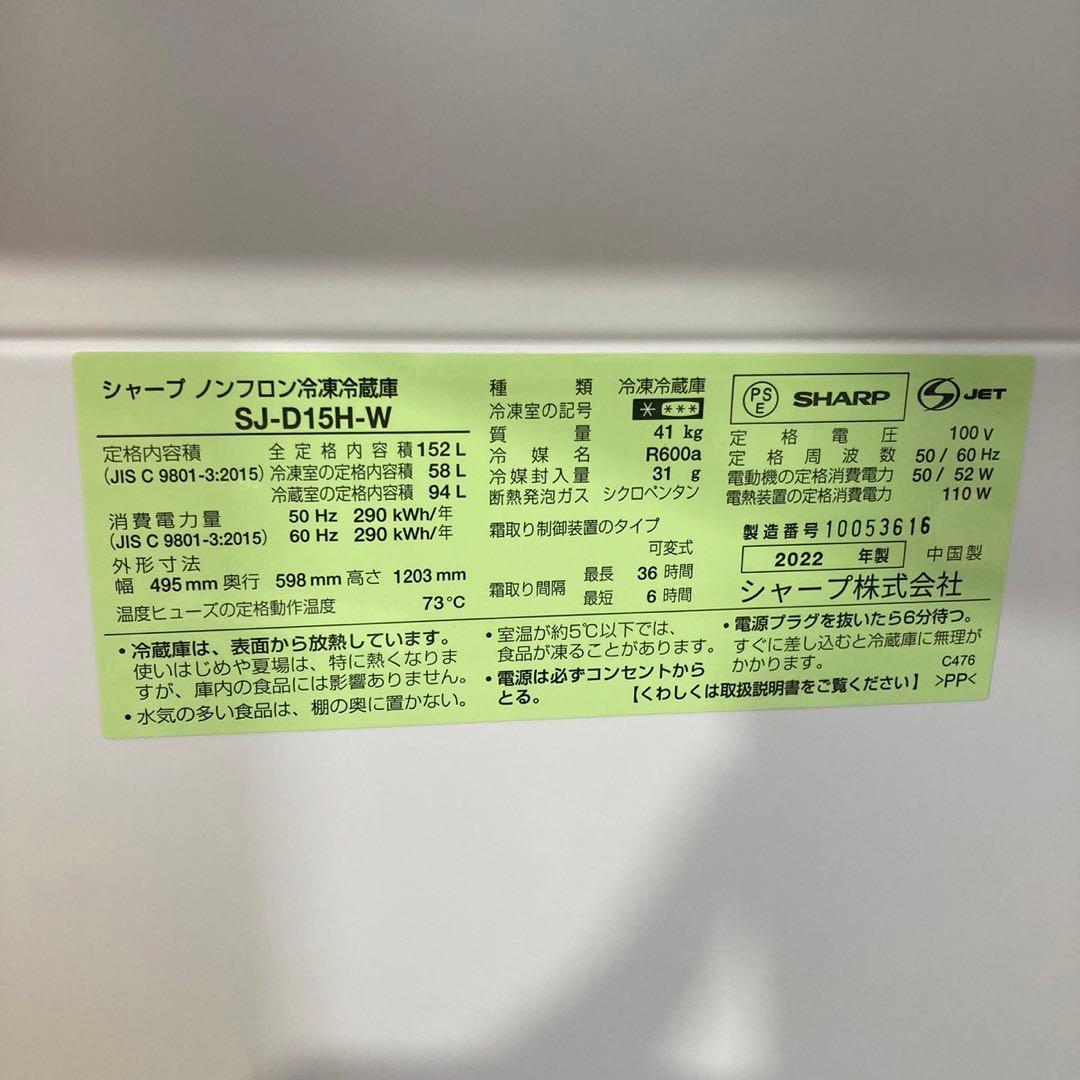 シャープ ノンフロン冷凍冷蔵庫
SJ-D15H-W
定格内容積 全定格内容積 152 L
(JIS C 9801-3:2015) 冷凍室の定格内容積 58 L
冷蔵室の定格内容積 94 L
消費電力量 50 Hz 290 kWh/年
(JIS C 9801-3:2015) 60 Hz 290 kWh/年
外形寸法
幅 495 mm 奥行 598 mm 高さ 1203 mm
温度ヒューズの定格動作温度 73℃
種類 冷凍冷蔵庫
冷凍室の記号 * ***
質量 41 kg
冷媒名 R600a
冷媒封入量 31 g
断熱発泡ガス シクロペンタン
霜取り制御装置のタイプ
可変式
霜取り間隔 最長 36 時間
最短 6 時間
PSE SHARP S JET
定格電圧 100 V
定格周波数 50 / 60 Hz
電動機の定格消費電力 50 / 52 W
電熱装置の定格消費電力 110 W
製造番号 10053616
2022 年製 中国製
シャープ株式会社
・冷蔵庫は、表面から放熱しています。
使いはじめや夏場は、特に熱くなりま
すが、庫内の食品には影響ありません。
・水気の多い食品は、棚の奥に置かない。
・室温が約5℃以下では、
食品が凍ることがあります。
・電源は必ずコンセントから
とる。
・電源プラグを抜いたら6分待つ。
すぐに差し込むと冷蔵庫に無理が
かかります。 C476
【くわしくは取扱説明書をご覧ください】 >PP<